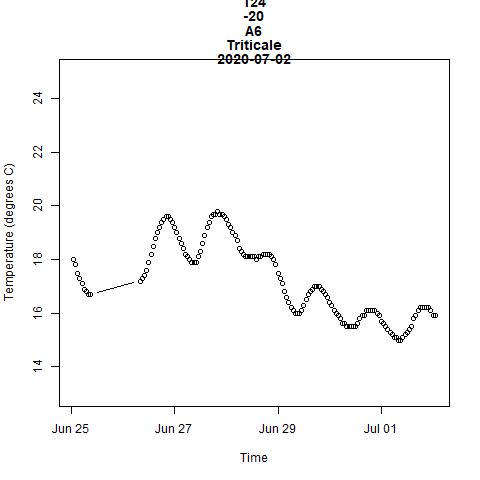 124
-20
A6
Triticale
2020-07-02
Temperature (degrees C)
24
22
20
18
16
14
Jun 25
Jun 27
Jun 29
Jul 01
Time